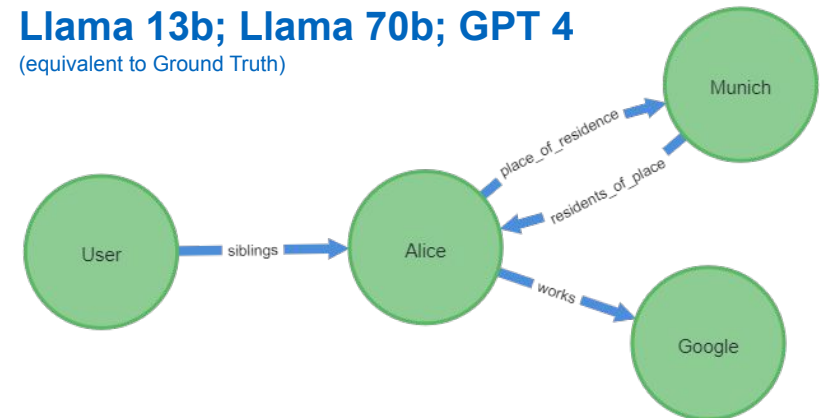 Llama 13b; Llama 70b; GPT 4
(equivalent to Ground Truth)
Munich
place_of_residence
residents_of_place
User
siblings
Alice
works
Google